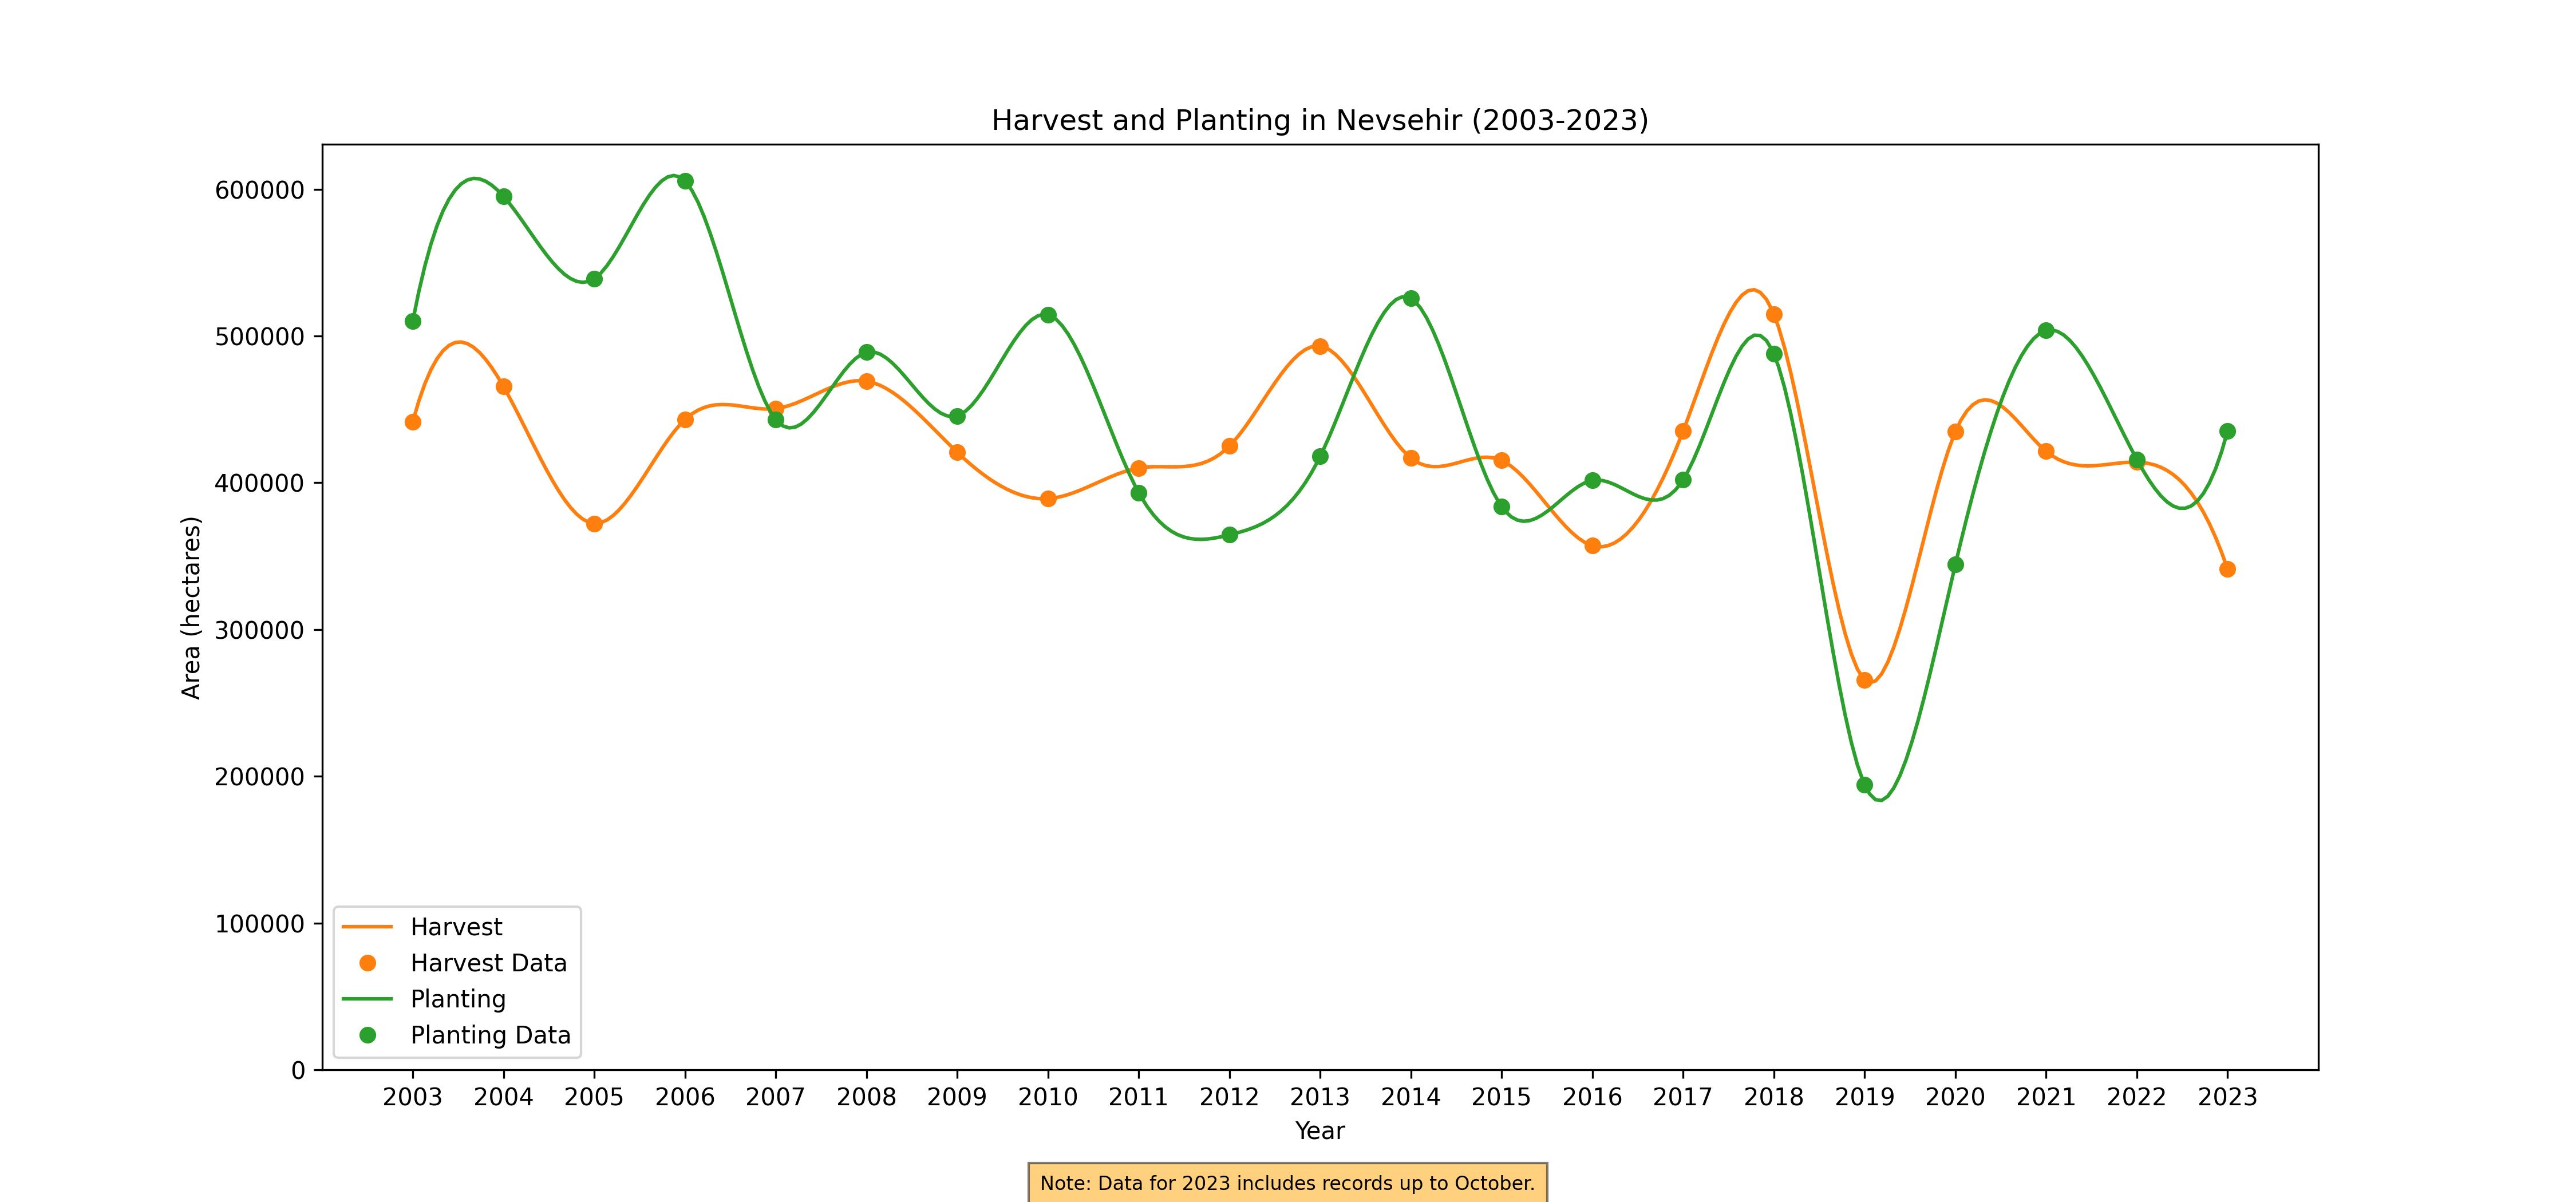 Harvest and Planting in Nevsehir (2003-2023)
600000
500000
400000
300000
200000
100000
0
Area (hectares)
Harvest
Harvest Data
Planting
Planting Data
2003 2004 2005 2006 2007 2008 2009 2010 2011 2012 2013 2014 2015 2016 2017 2018 2019 2020 2021 2022 2023
Year
Note: Data for 2023 includes records up to October.